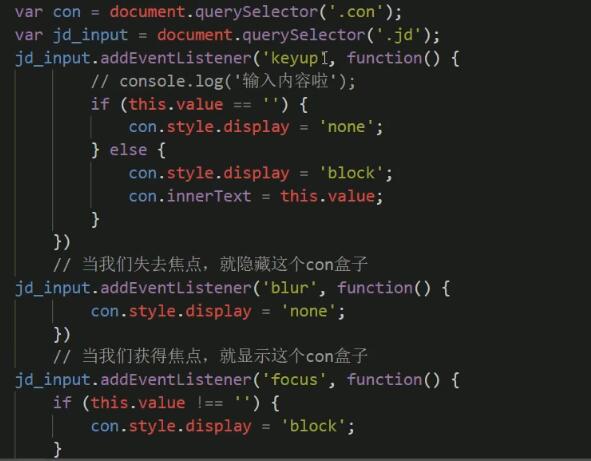 var con = document.querySelector('.con');
var jd_input = document.querySelector('.jd');
jd_input.addEventListener('keyup', function() {
// console.log('输入内容啦');
if (this.value == '') {
con.style.display = 'none';
} else {
con.style.display = 'block';
con.innerText = this.value;
}
})
// 当我们失去焦点，就隐藏这个con盒子
jd_input.addEventListener('blur', function() {
con.style.display = 'none';
})
// 当我们获得焦点，就显示这个con盒子
jd_input.addEventListener('focus', function() {
if (this.value !== '') {
con.style.display = 'block';
}